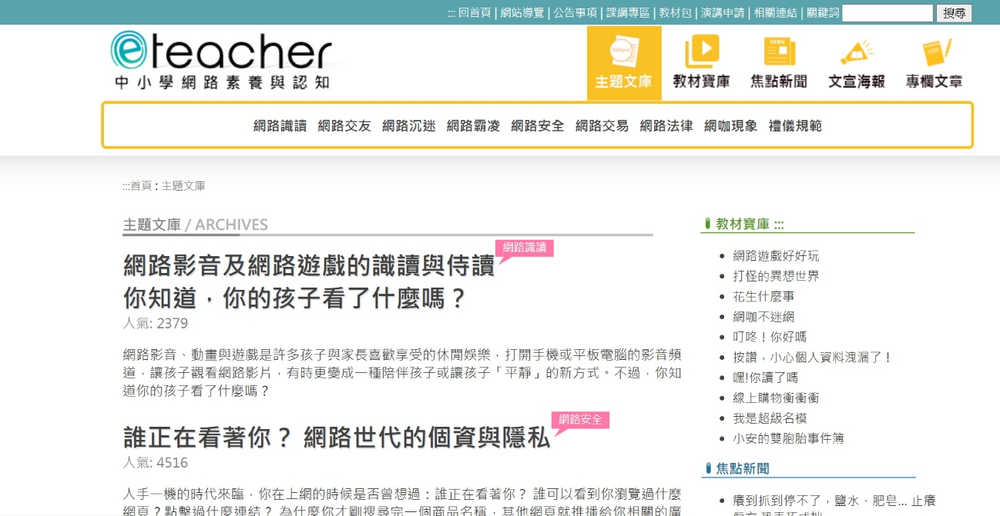 ::: 回首頁 | 網站導覽 | 公告事項 | 課綱專區 | 教材包 | 演講申請 | 相關連結 | 關鍵詞 搜尋
eteacher
中小學網路素養與認知
Subject
NEWS
主題文庫 教材寶庫 焦點新聞 文宣海報 專欄文章
網路識讀 網路交友 網路沉迷 網路霸凌 網路安全 網路交易 網路法律 網咖現象 禮儀規範
:::首頁 : 主題文庫
主題文庫 / ARCHIVES
網路識讀
網路影音及網路遊戲的識讀與侍讀
你知道，你的孩子看了什麼嗎？
人氣: 2379
網路影音、動畫與遊戲是許多孩子與家長喜歡享受的休閒娛樂，打開手機或平板電腦的影音頻
道，讓孩子觀看網路影片，有時更變成一種陪伴孩子或讓孩子「平靜」的新方式。不過，你知
道你的孩子看了什麼嗎？
網路安全
誰正在看著你？ 網路世代的個資與隱私
人氣: 4516
人手一機的時代來臨，你在上網的時候是否曾想過：誰正在看著你？ 誰可以看到你瀏覽過什麼
網頁？點擊過什麼連結？ 為什麼你才剛搜尋完一個商品名稱，其他網頁就推播給你相關的廣
教材寶庫 :::
網路遊戲好好玩
打怪的異想世界
花生什麼事
網咖不迷網
叮咚！你好嗎
按讚，小心個人資料洩漏了！
嘿!你讀了嗎
線上購物衝衝衝
我是超級名模
小安的雙胞胎事件簿
焦點新聞
癢到抓到停不了，鹽水、肥皂... 止癢